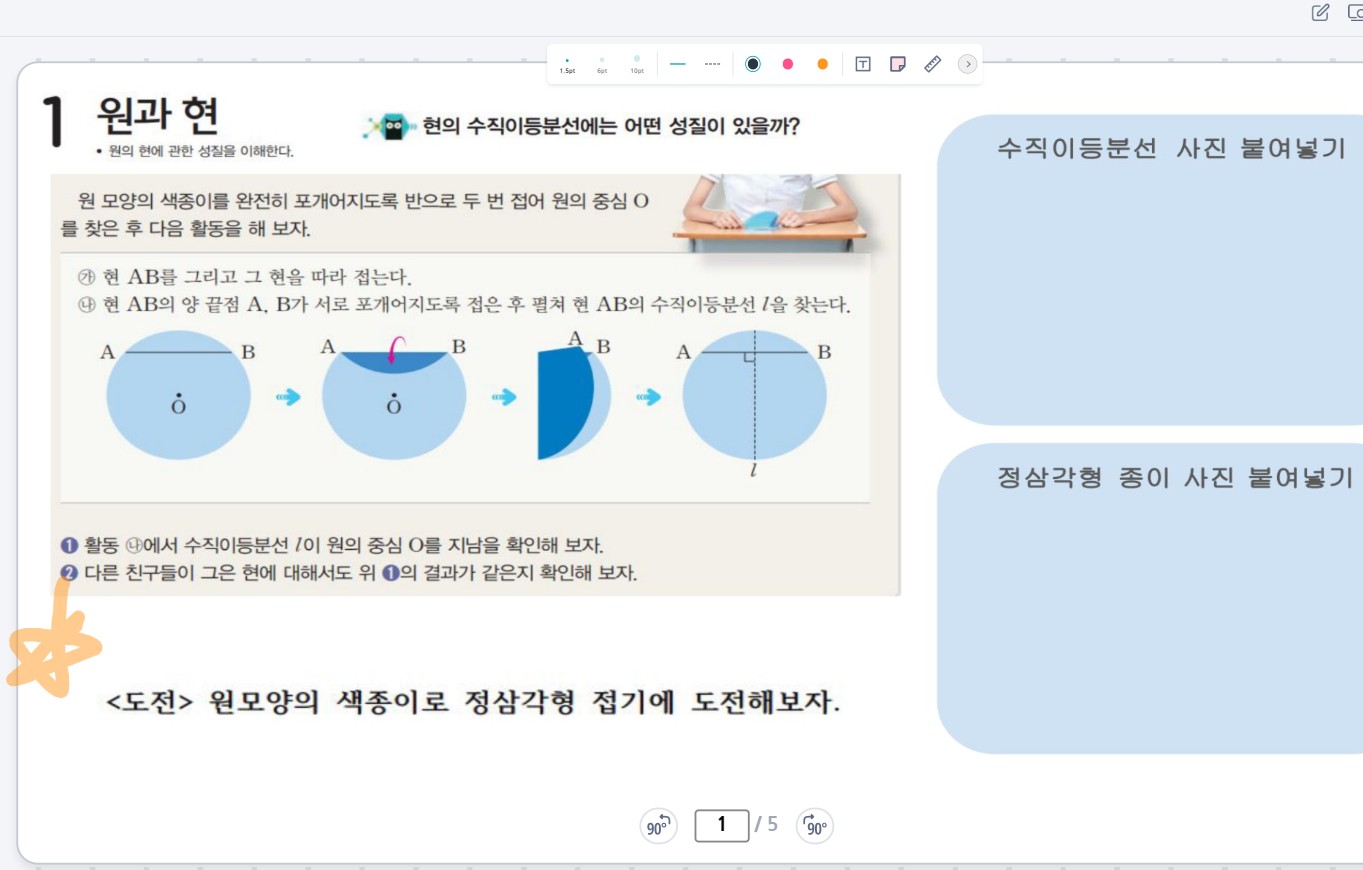 1.5pt 6pt 10pt T
1 원과 현
• 원의 현에 관한 성질을 이해한다.
현의 수직이등분선에는 어떤 성질이 있을까?
원 모양의 색종이를 완전히 포개어지도록 반으로 두 번 접어 원의 중심 O
를 찾은 후 다음 활동을 해 보자.
㉮ 현 AB를 그리고 그 현을 따라 접는다.
㉯ 현 AB의 양 끝점 A, B가 서로 포개어지도록 접은 후 펼쳐 현 AB의 수직이등분선 l을 찾는다.
A B A B A B A B
O O
l
❶ 활동 ㉯에서 수직이등분선 l이 원의 중심 O를 지남을 확인해 보자.
❷ 다른 친구들이 그은 현에 대해서도 위 ❶의 결과가 같은지 확인해 보자.
<도전> 원모양의 색종이로 정삼각형 접기에 도전해보자.
수직이등분선 사진 붙여넣기
정삼각형 종이 사진 붙여넣기
90° 1 / 5 90°